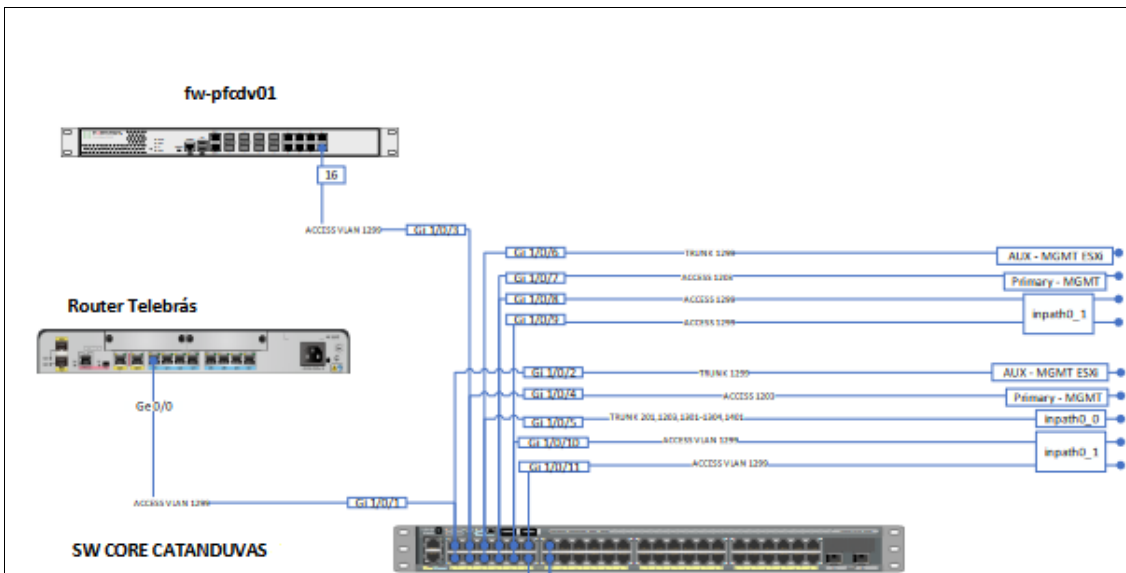 fw-pfcdv01
16
ACCESS VLAN 1299
Gi 1/0/3
Gi 1/0/6
TRUNK 1299
AUX - MGMT ESXi
Gi 1/0/7
ACCESS 1203
Primary - MGMT
Gi 1/0/8
ACCESS 1299
inpath0_1
Gi 1/0/9
ACCESS 1299
Router Telebrás
Ge 0/0
Gi 1/0/2
TRUNK 1299
AUX - MGMT ESXi
Gi 1/0/4
ACCESS 1203
Primary - MGMT
Gi 1/0/5
TRUNK 201,1203,1301-1304,1401
inpath0_0
Gi 1/0/10
ACCESS VLAN 1299
inpath0_1
Gi 1/0/11
ACCESS VLAN 1299
ACCESS VLAN 1299
Gi 1/0/1
SW CORE CATANDUVAS